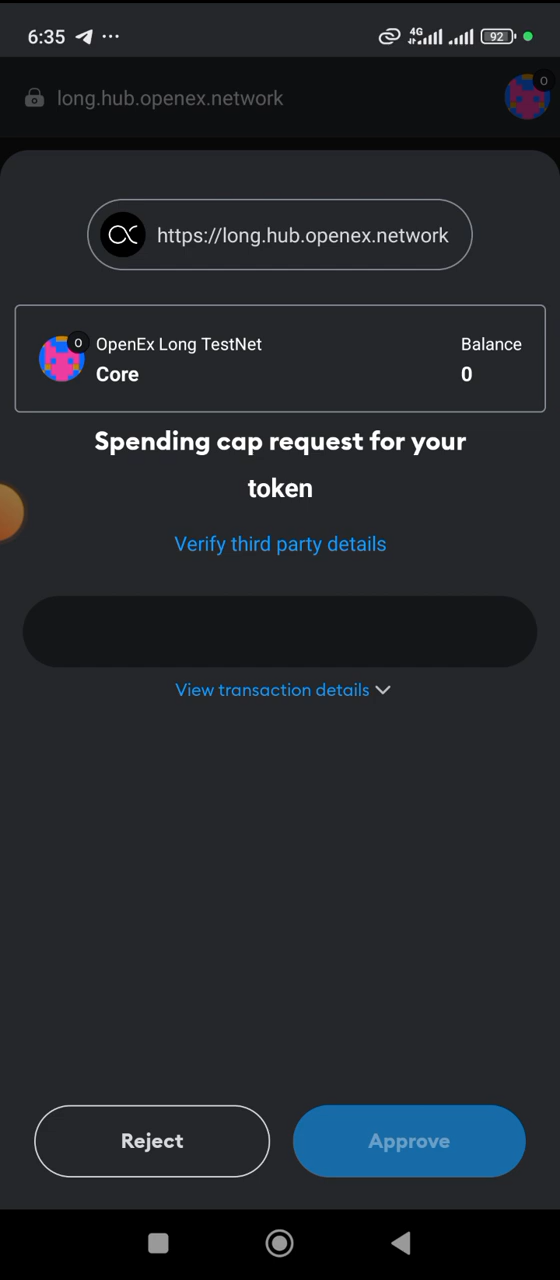 6:35
4G
92
long.hub.openex.network
0
https://long.hub.openex.network
0
OpenEx Long TestNet
Balance
Core
0
Spending cap request for your
token
Verify third party details
View transaction details
Reject
Approve